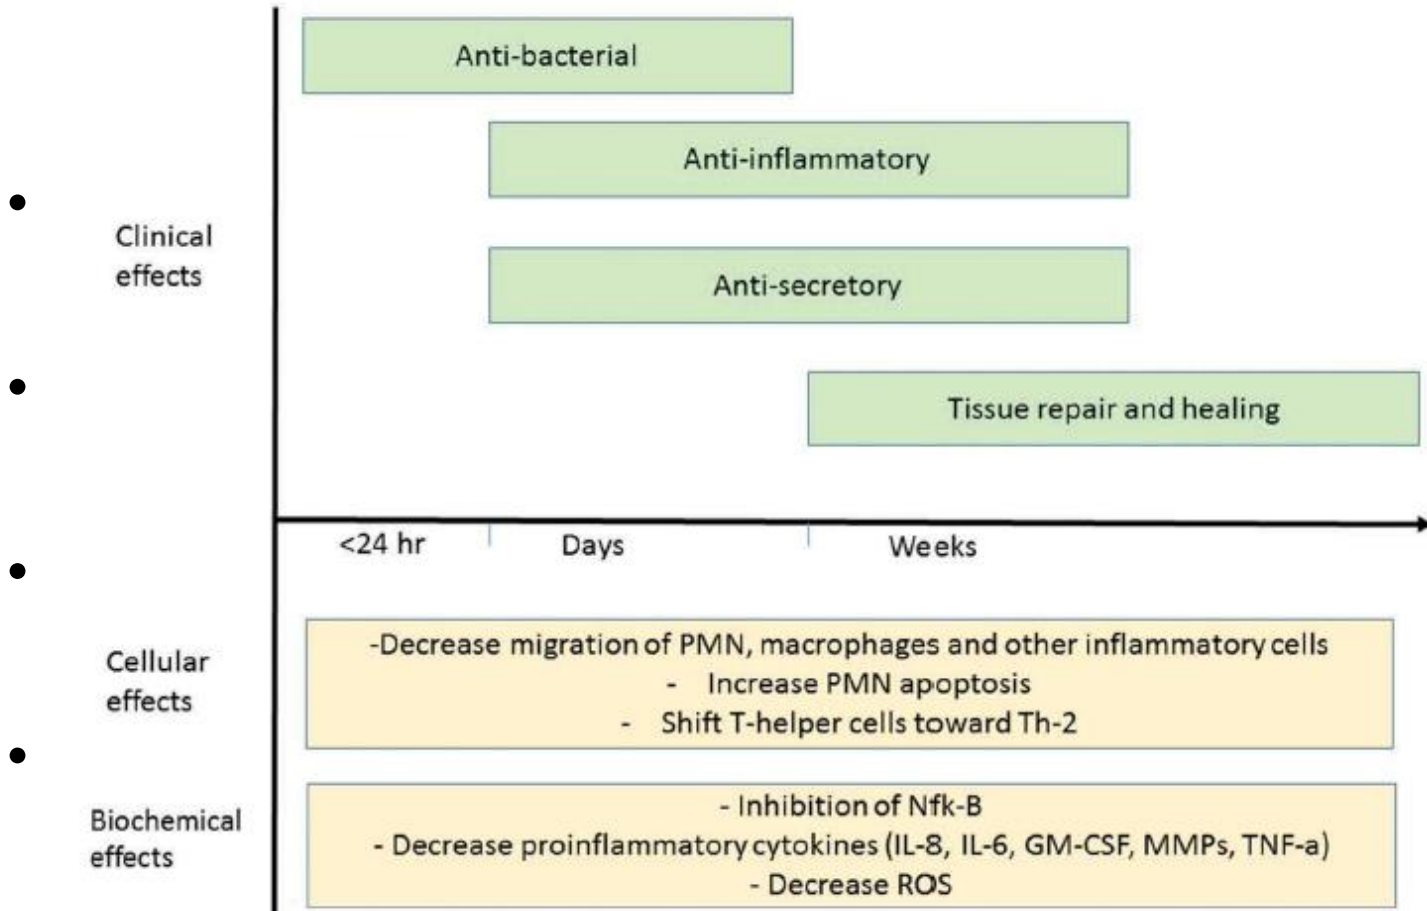 Anti-bacterial
Anti-inflammatory
Clinical
effects
Anti-secretory
Tissue repair and healing
<24 hr Days Weeks
Cellular
effects
-Decrease migration of PMN, macrophages and other inflammatory cells
- Increase PMN apoptosis
- Shift T-helper cells toward Th-2
Biochemical
effects
- Inhibition of Nfk-B
- Decrease proinflammatory cytokines (IL-8, IL-6, GM-CSF, MMPs, TNF-a)
- Decrease ROS